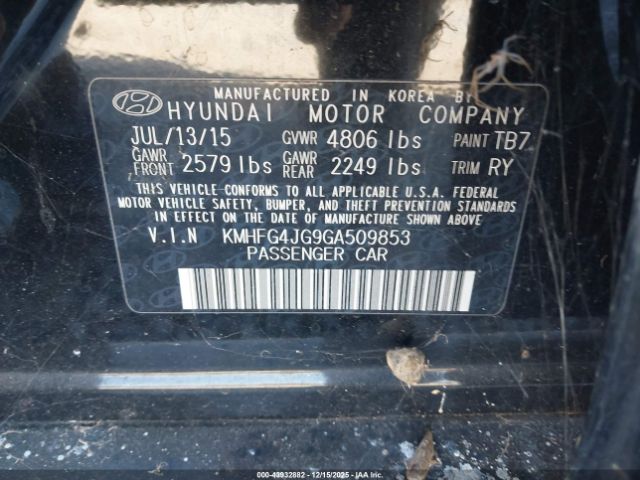 MANUFACTURED IN KOREA BY
HYUNDAI MOTOR COMPANY
JUL/13/15 GVWR 4806 lbs PAINT TB7
GAWR FRONT 2579 lbs GAWR REAR 2249 lbs TRIM RY
THIS VEHICLE CONFORMS TO ALL APPLICABLE U.S.A. FEDERAL
MOTOR VEHICLE SAFETY, BUMPER, AND THEFT PREVENTION STANDARDS
IN EFFECT ON THE DATE OF MANUFACTURE SHOWN ABOVE
V.I.N KMHFG4JG9GA509853
PASSENGER CAR
000-43932882 - 12/15/2025 - IAA Inc.